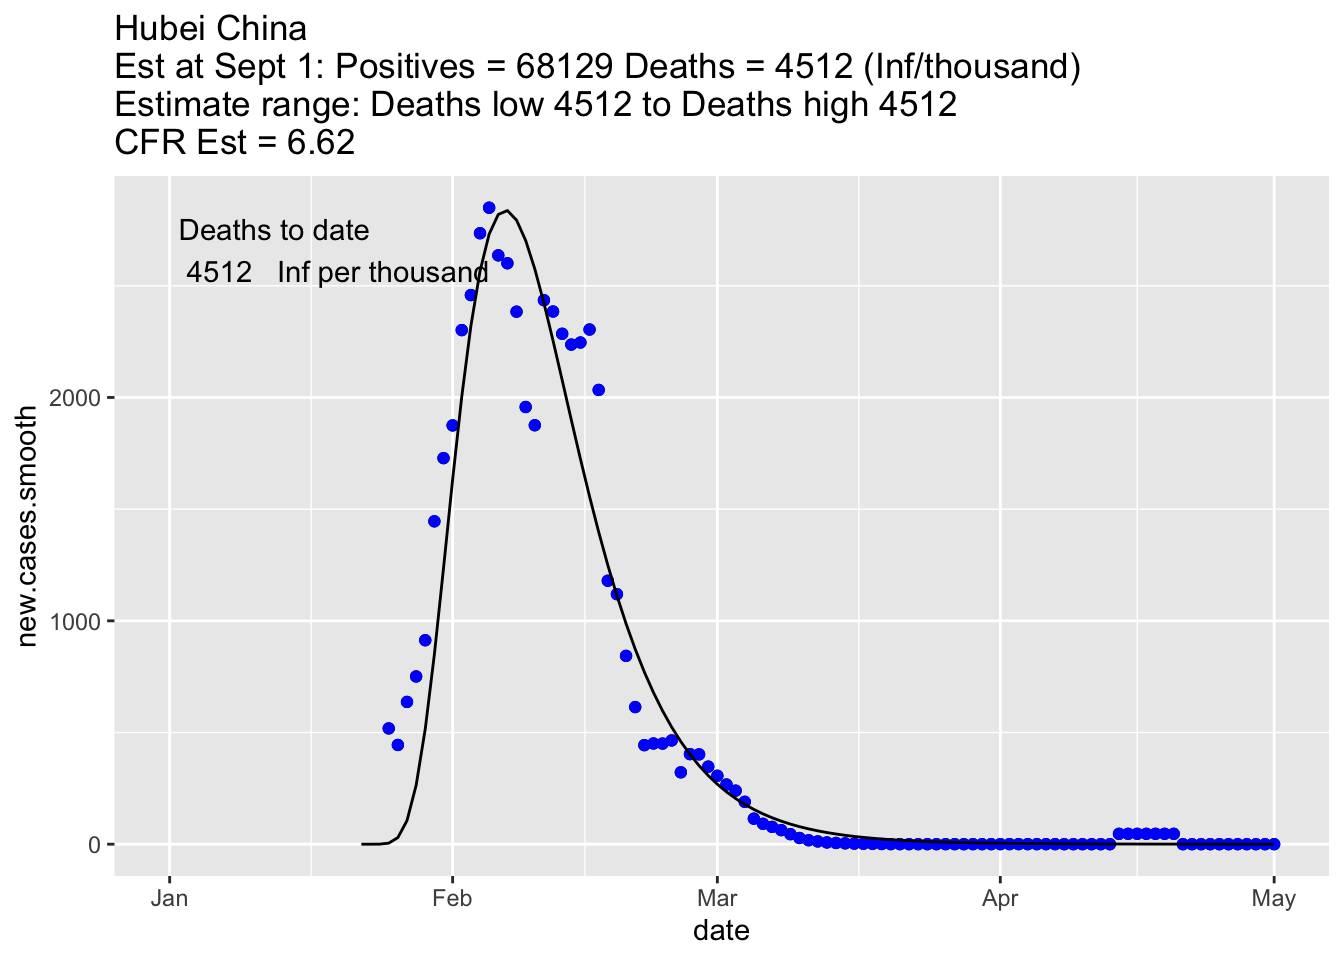 Hubei China
Est at Sept 1: Positives = 68129 Deaths = 4512 (Inf/thousand)
Estimate range: Deaths low 4512 to Deaths high 4512
CFR Est = 6.62
Deaths to date
4512 Inf per thousand
2000
1000
0
new.cases.smooth
Jan Feb Mar Apr May
date